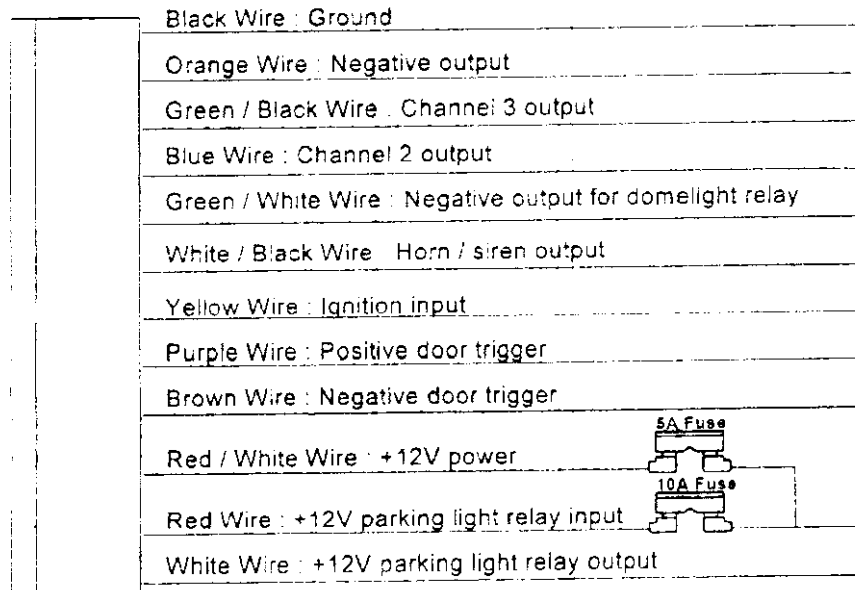 Black Wire : Ground
Orange Wire : Negative output
Green / Black Wire : Channel 3 output
Blue Wire : Channel 2 output
Green / White Wire : Negative output for domelight relay
White / Black Wire Horn / siren output
Yellow Wire : Ignition input
Purple Wire : Positive door trigger
Brown Wire : Negative door trigger
5A Fuse
Red / White Wire : +12V power
10A Fuse
Red Wire : +12V parking light relay input
White Wire : +12V parking light relay output